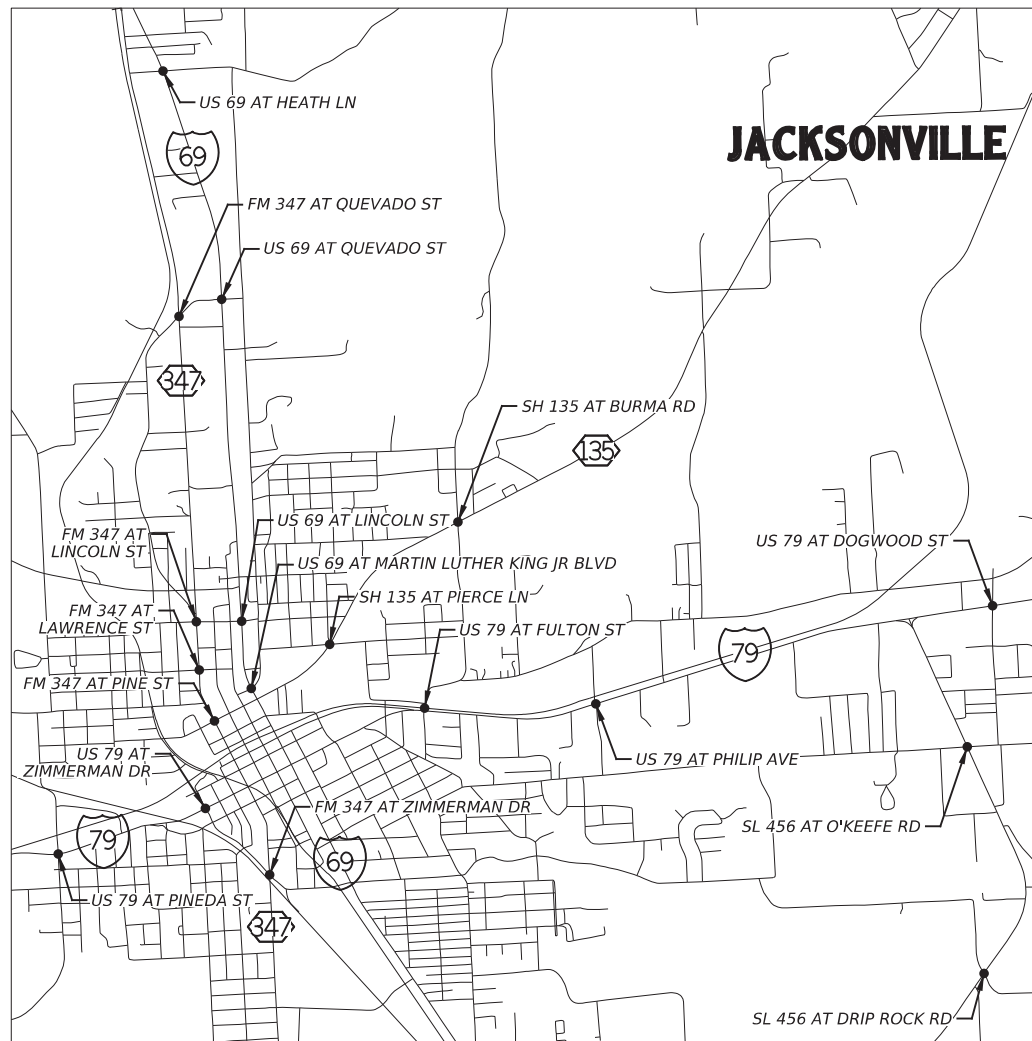 US 69 AT HEATH LN
JACKSONVILLE
69
FM 347 AT QUEVADO ST
US 69 AT QUEVADO ST
347
SH 135 AT BURMA RD
135
US 69 AT LINCOLN ST
FM 347 AT
LINCOLN ST
US 79 AT DOGWOOD ST
US 69 AT MARTIN LUTHER KING JR BLVD
SH 135 AT PIERCE LN
FM 347 AT
LAWRENCE ST
US 79 AT FULTON ST
79
FM 347 AT PINE ST
US 79 AT
ZIMMERMAN DR
US 79 AT PHILIP AVE
FM 347 AT ZIMMERMAN DR
SL 456 AT O'KEEFE RD
79
69
US 79 AT PINEDA ST
347
SL 456 AT DRIP ROCK RD